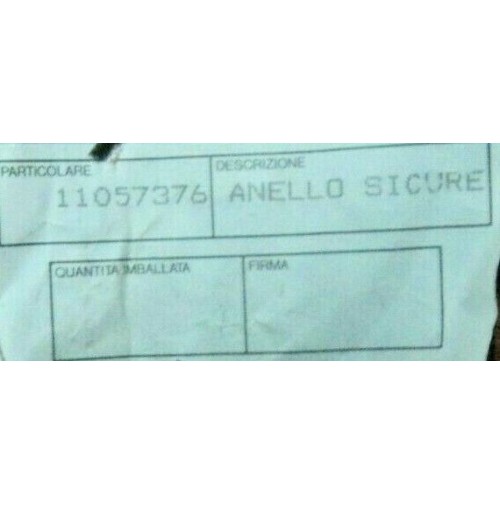 PARTICOLARE DESCRIZIONE
11057376 ANELLO SICURE
QUANTITA IMBALLATA FIRMA